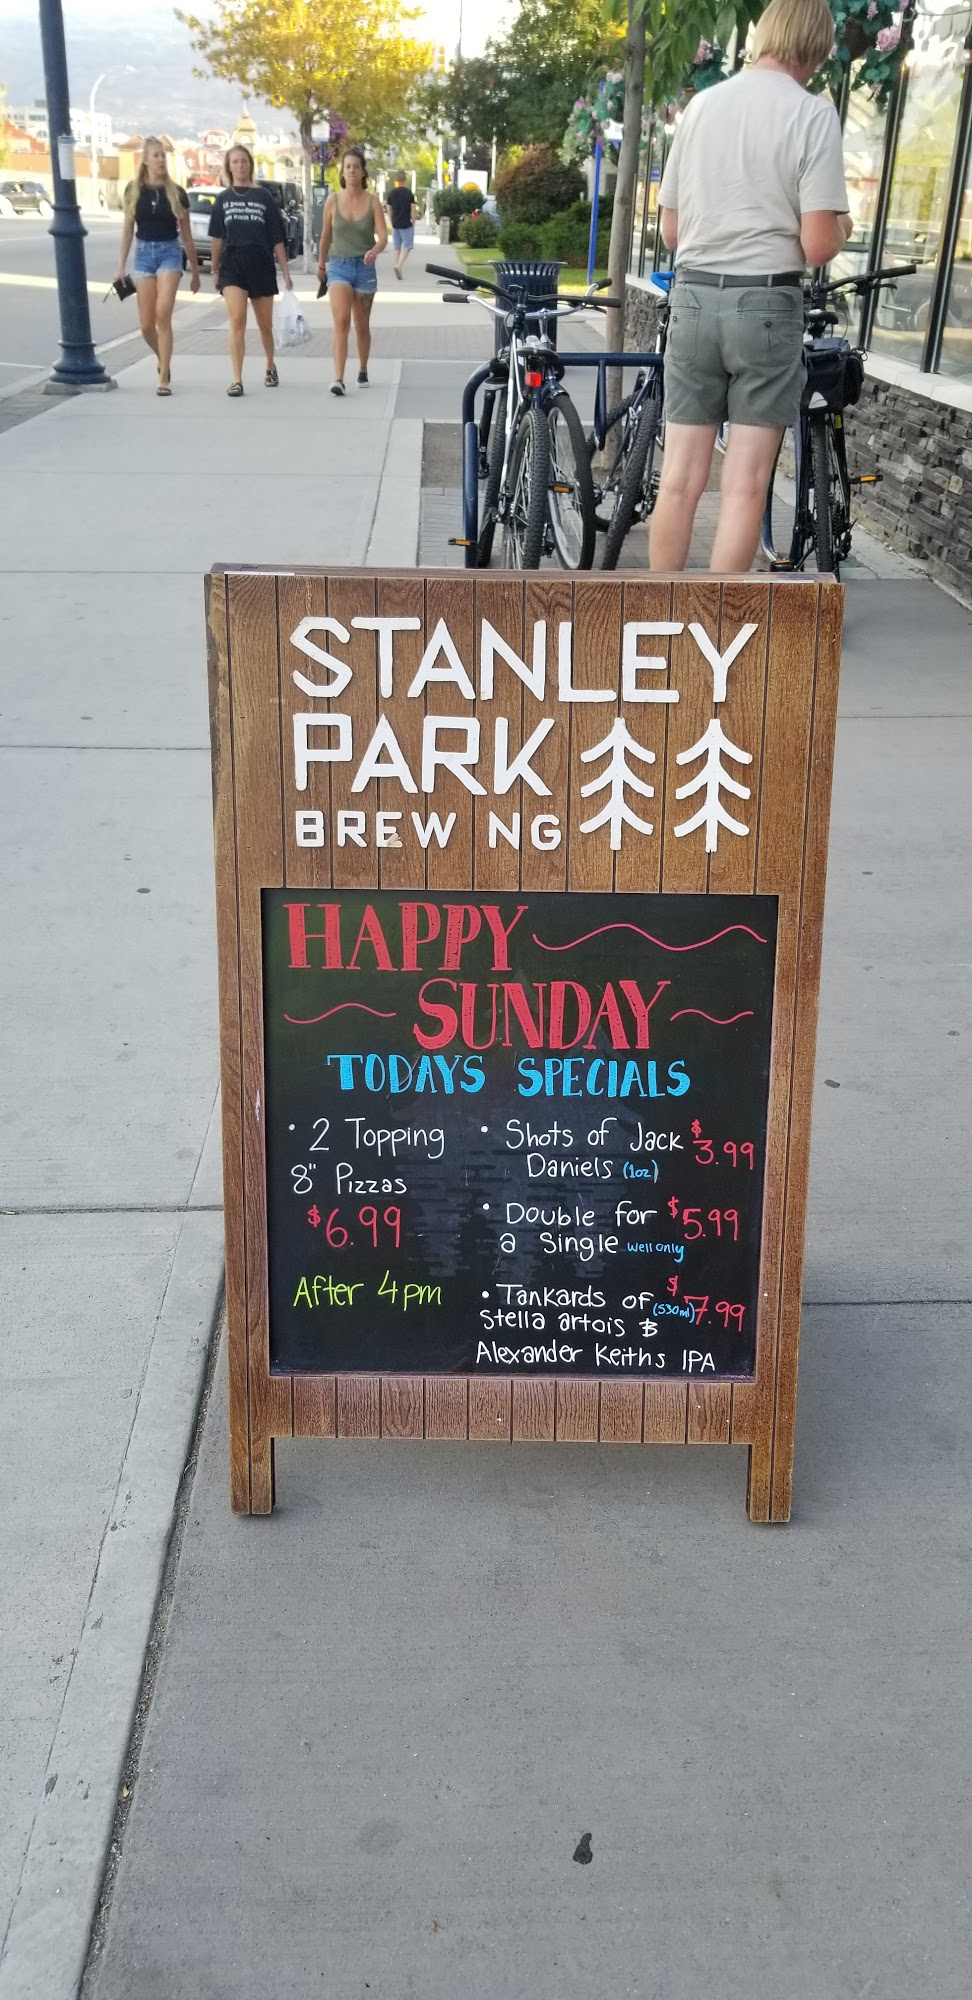 STANLEY
PARK
BREW NG
HAPPY
SUNDAY
TODAYS SPECIALS
• 2 Topping
8" Pizzas
$6.99
After 4pm
• Shots of Jack $3.99
Daniels (1oz)
• Double for $5.99
a Single well only
• Tankards of (530ml) $7.99
Stella artois &
Alexander Keiths IPA